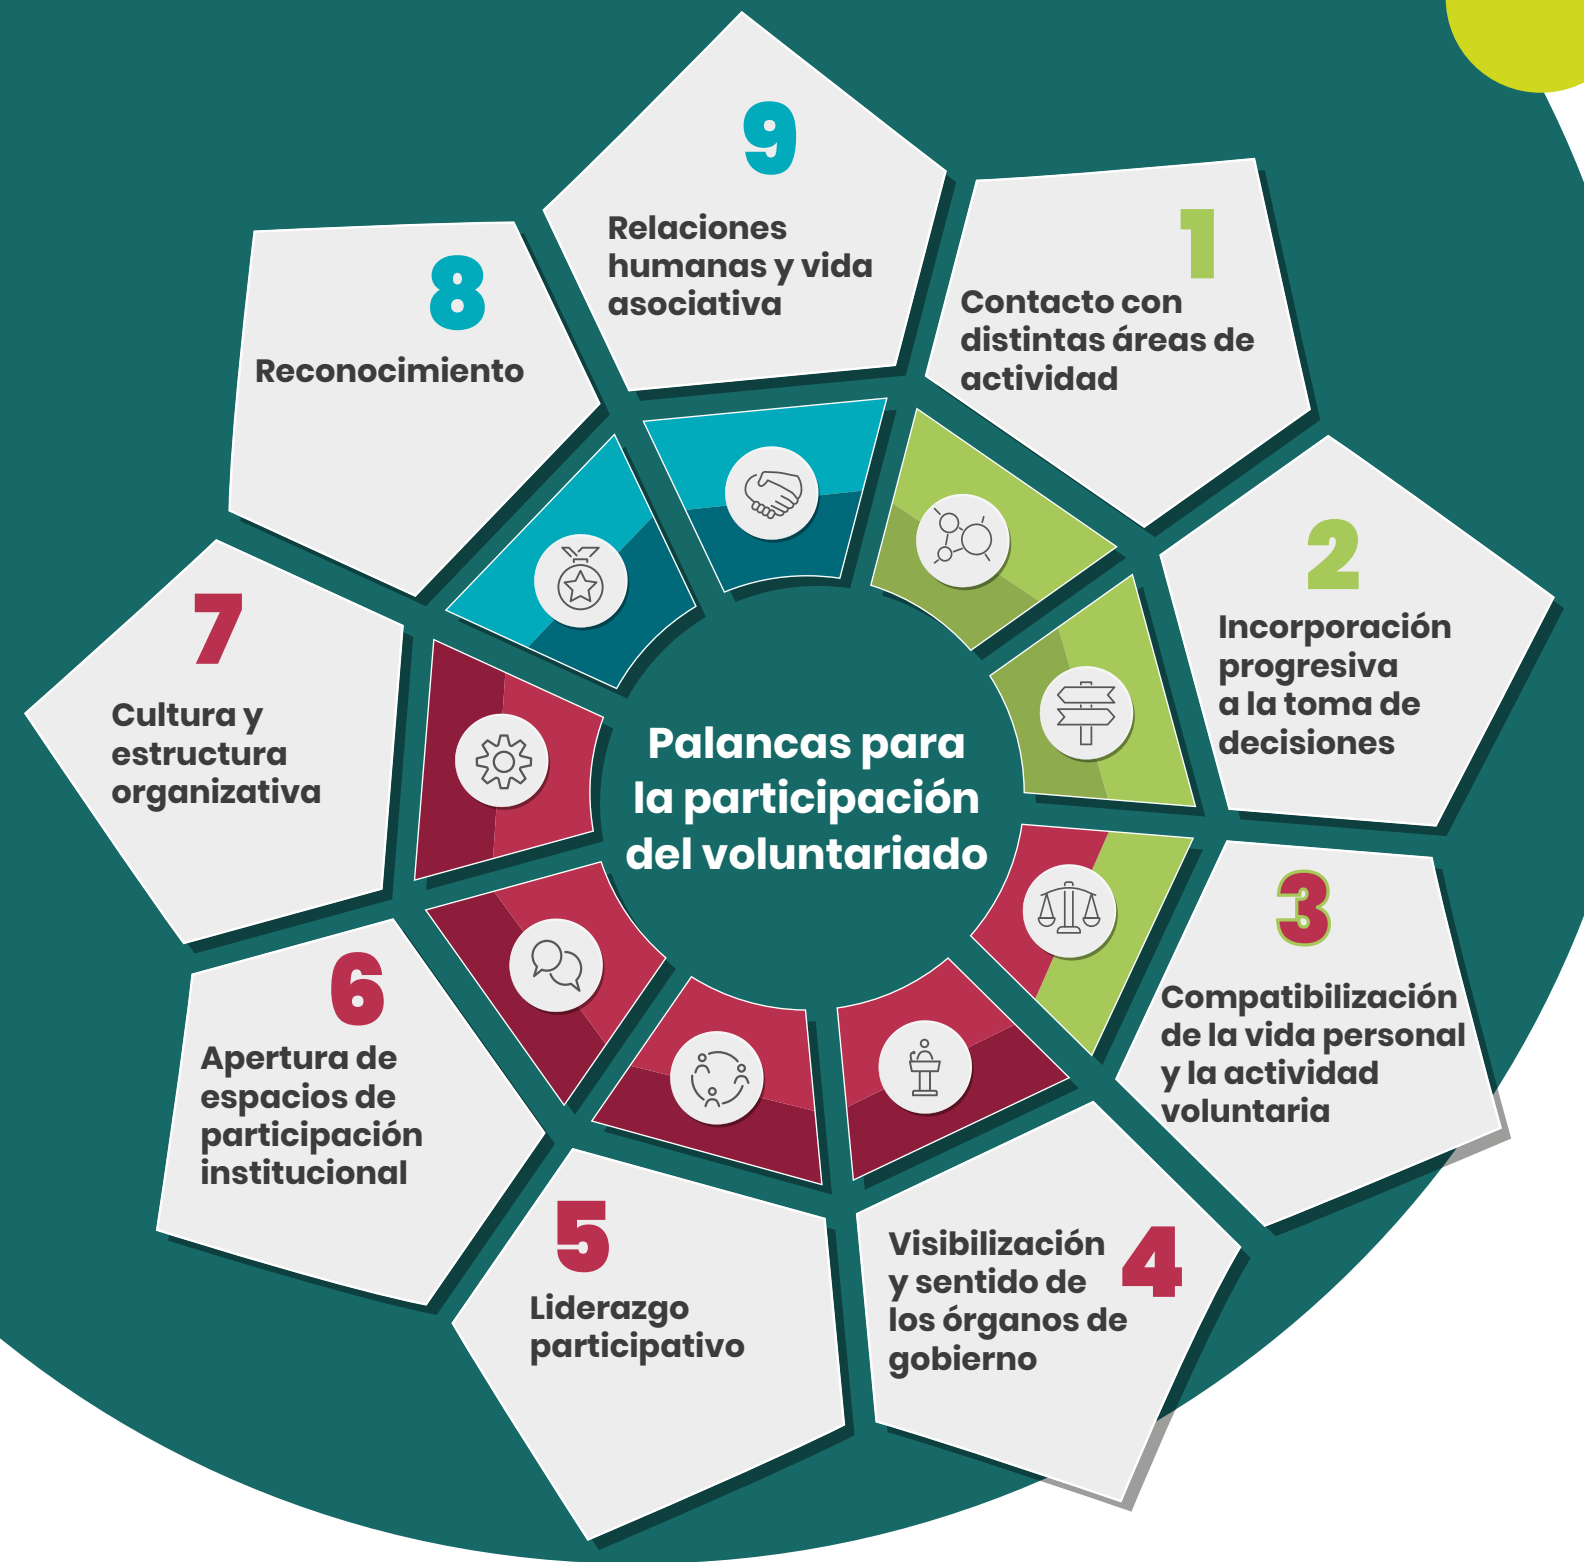 Palancas para
la participación
del voluntariado
1
Contacto con
distintas áreas de
actividad
2
Incorporación
progresiva
a la toma de
decisiones
3
Compatibilización
de la vida personal
y la actividad
voluntaria
4
Visibilización
y sentido de
los órganos de
gobierno
5
Liderazgo
participativo
6
Apertura de
espacios de
participación
institucional
7
Cultura y
estructura
organizativa
8
Reconocimiento
9
Relaciones
humanas y vida
asociativa